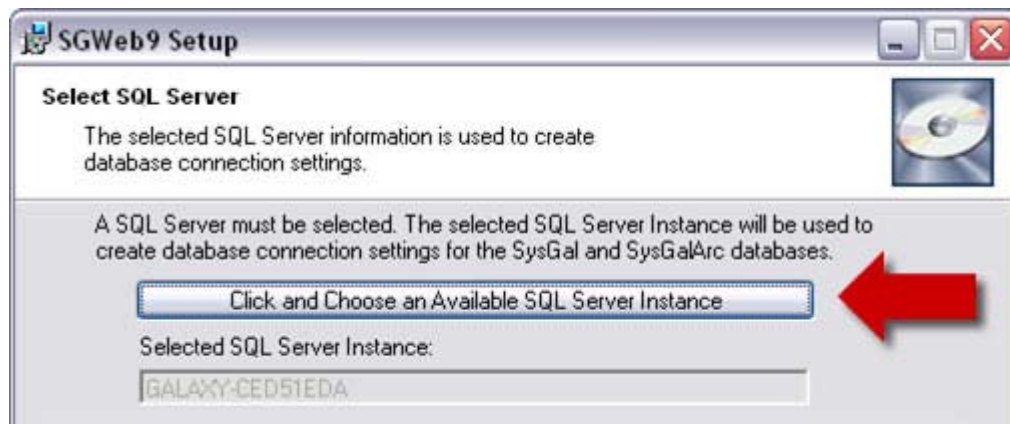 SGWeb9 Setup
Select SQL Server
The selected SQL Server information is used to create
database connection settings.
A SQL Server must be selected. The selected SQL Server Instance will be used to
create database connection settings for the SysGal and SysGalArc databases.
Click and Choose an Available SQL Server Instance
Selected SQL Server Instance:
GALAXY-CED51EDA